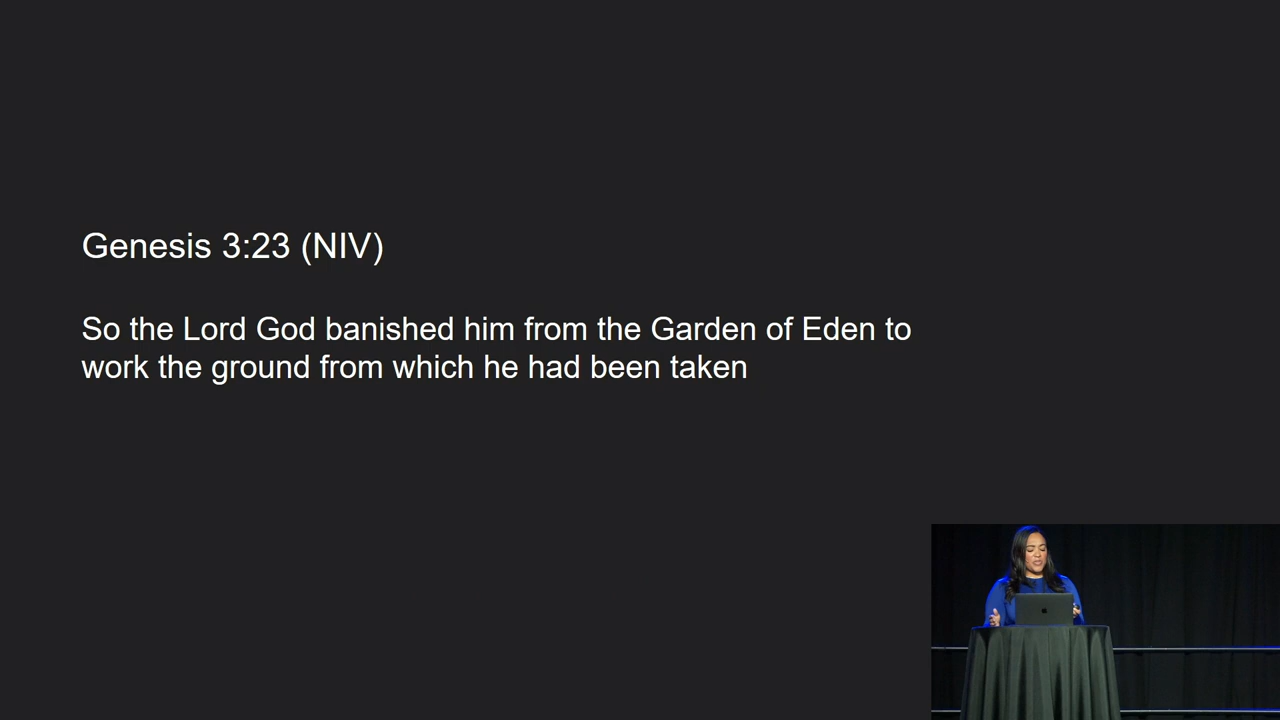 Genesis 3:23 (NIV)
So the Lord God banished him from the Garden of Eden to
work the ground from which he had been taken